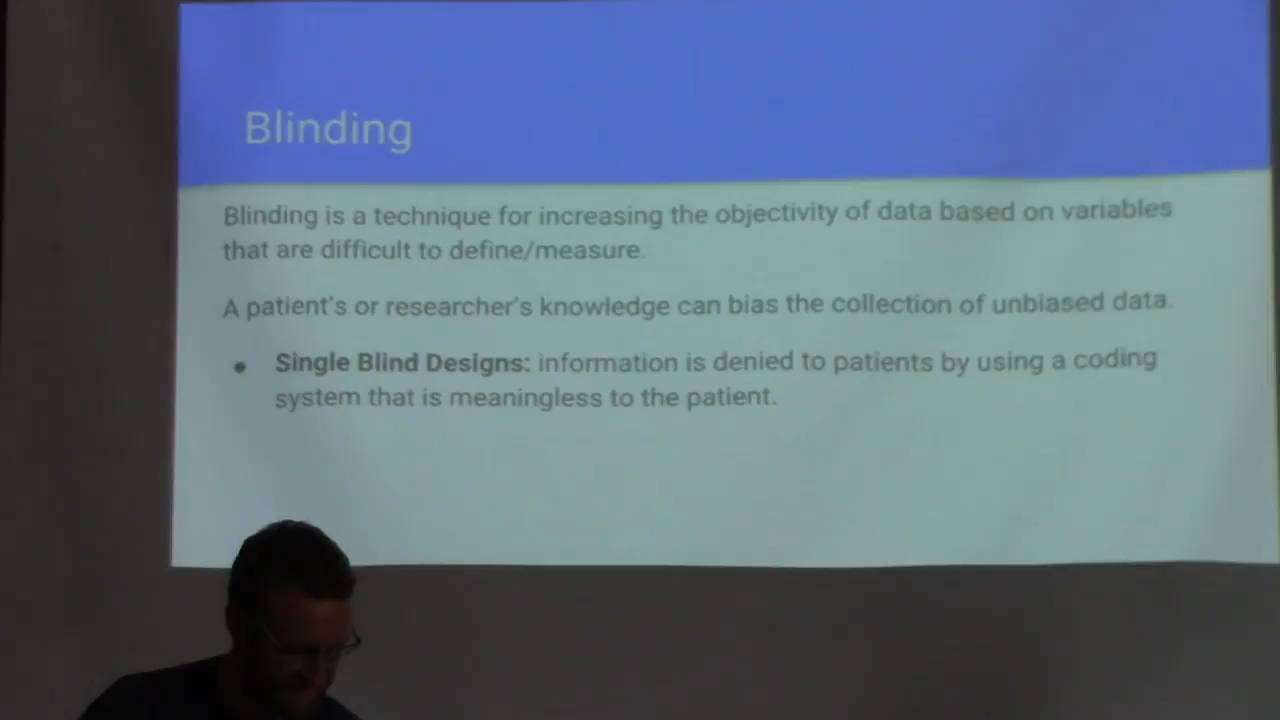 Blinding
Blinding is a technique for increasing the objectivity of data based on variables
that are difficult to define/measure.
A patient's or researcher's knowledge can bias the collection of unbiased data.
● Single Blind Designs: information is denied to patients by using a coding
system that is meaningless to the patient.